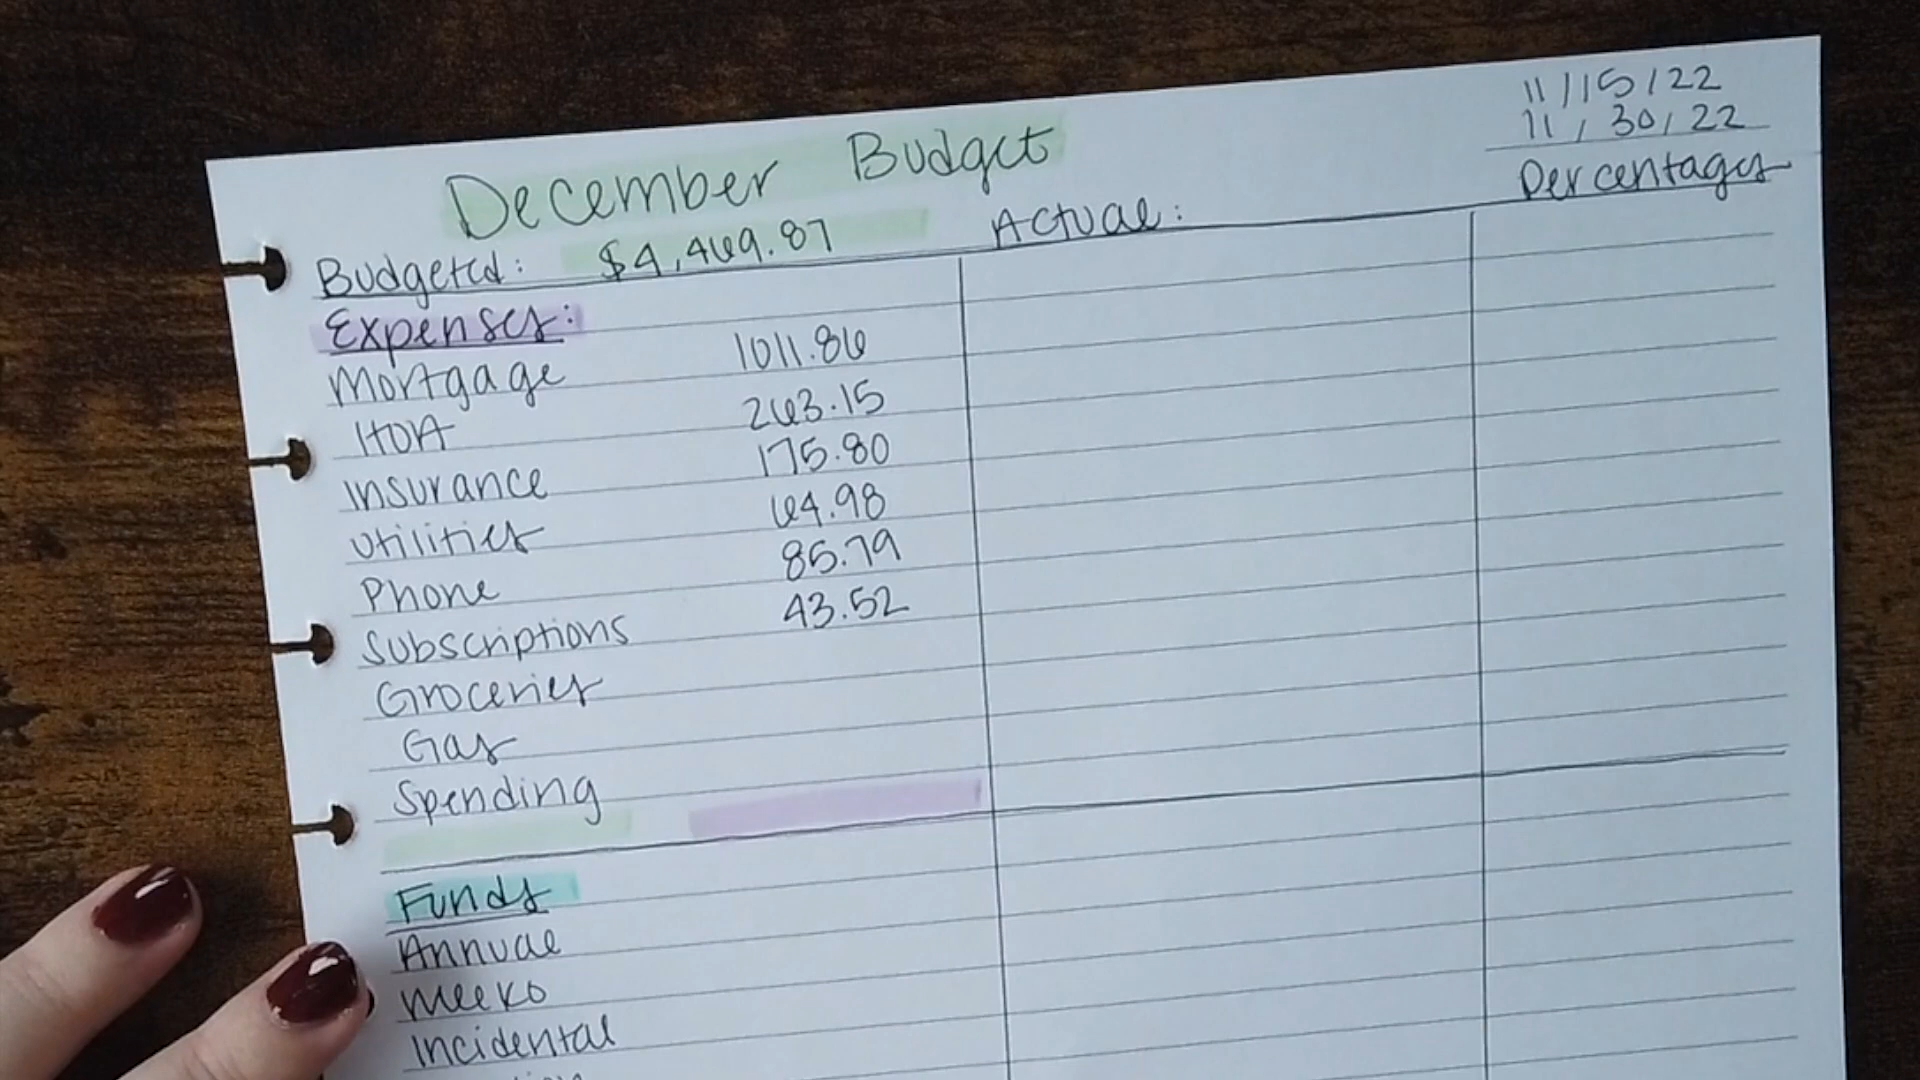 11/15/22
11/30/22
December Budget
Percentages
Budgeted: $4,469.87 Actual:
Expenses:
Mortgage 1011.86
HOA 263.15
Insurance 175.80
Utilities 64.98
Phone 85.79
Subscriptions 43.52
Groceries
Gas
Spending
Funds
Annual
Meeko
Incidental